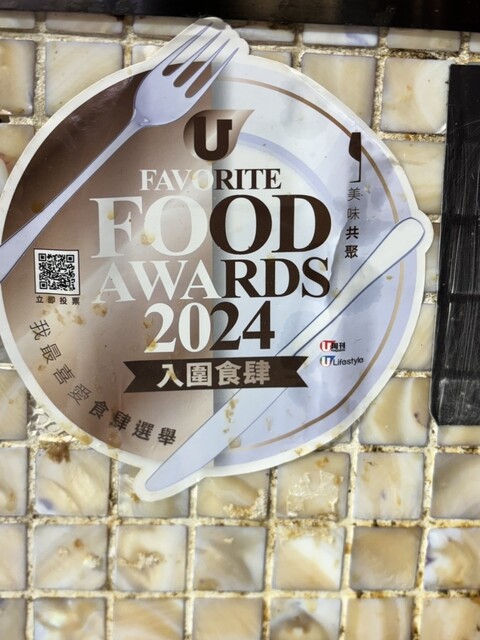 U
FAVORITE
FOOD
AWARDS
2024
入圍食肆
美味共聚
立即投票
我最喜愛食肆選舉
U周刊
U Lifestyle